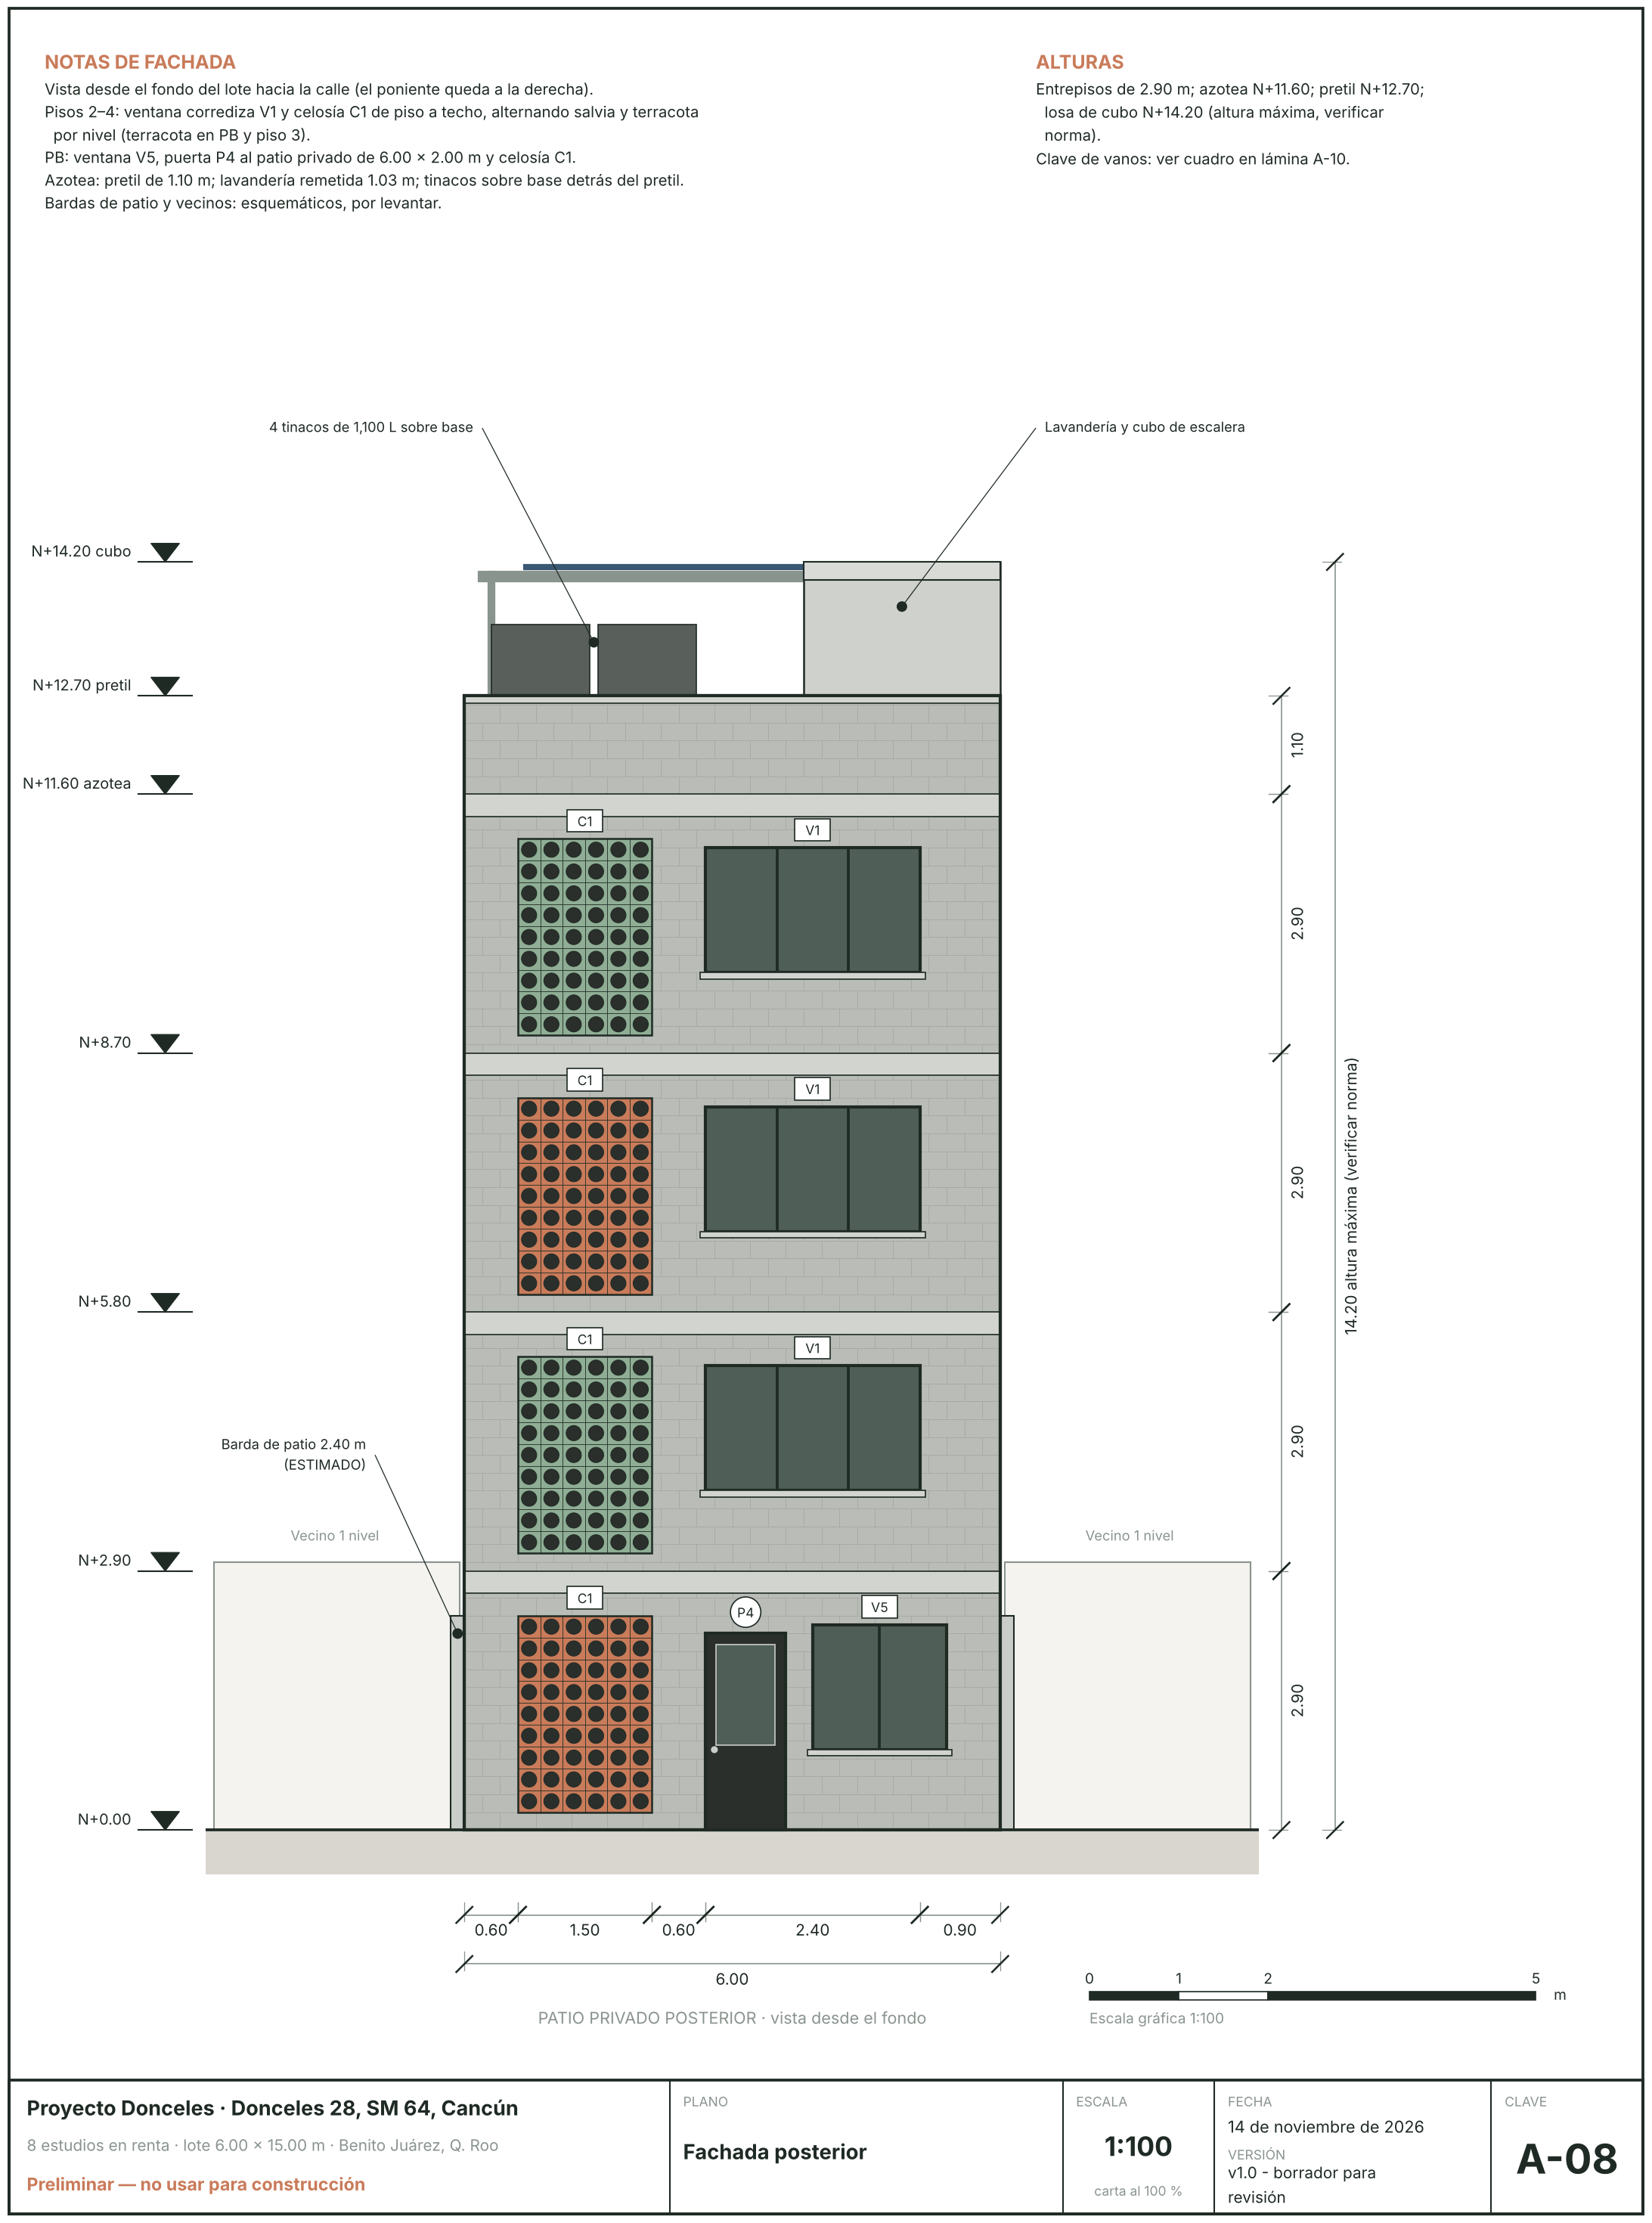 NOTAS DE FACHADA
Vista desde el fondo del lote hacia la calle (el poniente queda a la derecha).
Pisos 2–4: ventana corrediza V1 y celosía C1 de piso a techo, alternando salvia y terracota
por nivel (terracota en PB y piso 3).
PB: ventana V5, puerta P4 al patio privado de 6.00 × 2.00 m y celosía C1.
Azotea: pretil de 1.10 m; lavandería remetida 1.03 m; tinacos sobre base detrás del pretil.
Bardas de patio y vecinos: esquemáticos, por levantar.
ALTURAS
Entrepisos de 2.90 m; azotea N+11.60; pretil N+12.70;
losa de cubo N+14.20 (altura máxima, verificar
norma).
Clave de vanos: ver cuadro en lámina A-10.
4 tinacos de 1,100 L sobre base
Lavandería y cubo de escalera
N+14.20 cubo
N+12.70 pretil
1.10
N+11.60 azotea
C1
V1
2.90
N+8.70
C1
V1
2.90
14.20 altura máxima (verificar norma)
N+5.80
C1
V1
2.90
Barda de patio 2.40 m
(ESTIMADO)
Vecino 1 nivel
Vecino 1 nivel
N+2.90
C1
P4
V5
2.90
N+0.00
0.60
1.50
0.60
2.40
0.90
6.00
PATIO PRIVADO POSTERIOR · vista desde el fondo
0
1
2
5
m
Escala gráfica 1:100
Proyecto Donceles · Donceles 28, SM 64, Cancún
8 estudios en renta · lote 6.00 × 15.00 m · Benito Juárez, Q. Roo
Preliminar — no usar para construcción
PLANO
Fachada posterior
ESCALA
1:100
carta al 100 %
FECHA
14 de noviembre de 2026
VERSIÓN
v1.0 - borrador para
revisión
CLAVE
A-08